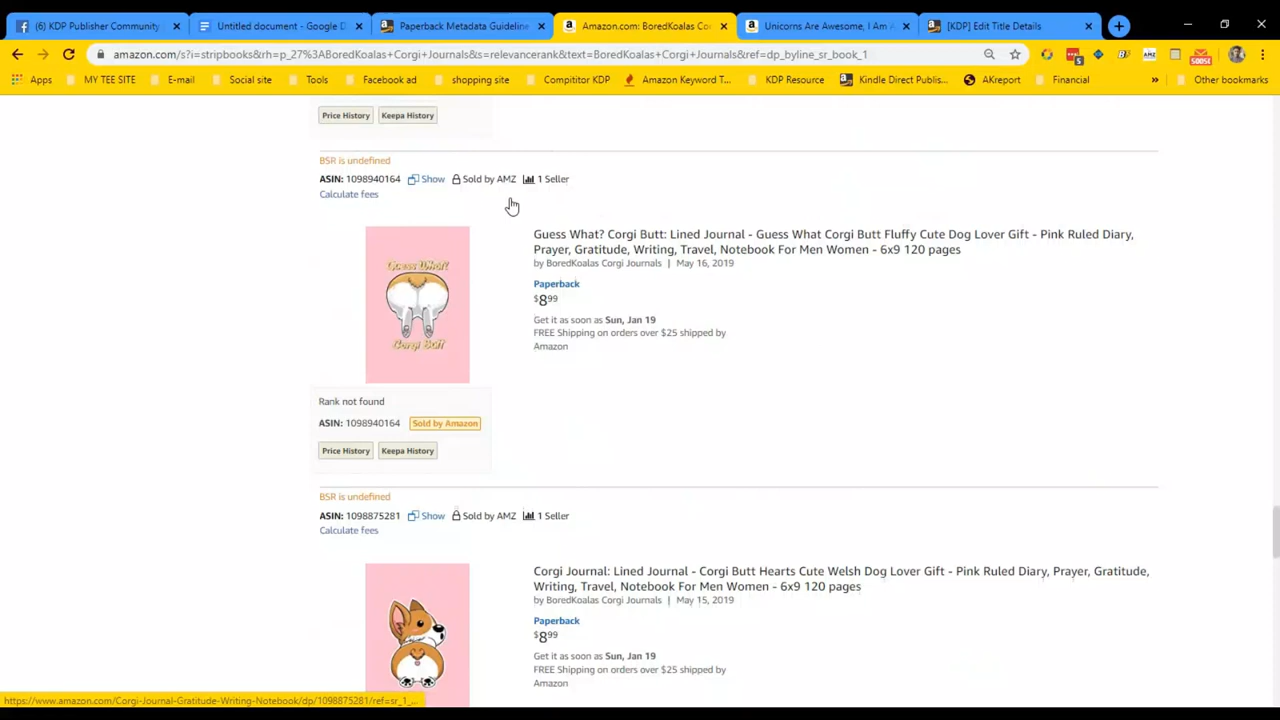 (6) KDP Publisher Community
Untitled document - Google D
Paperback Metadata Guideline
Amazon.com: BoredKoalas Co
Unicorns Are Awesome, I Am A
[KDP] Edit Title Details
amazon.com/s?i=stripbooks&rh=p_27%3ABoredKoalas+Corgi+Journals&s=relevancerank&text=BoredKoalas+Corgi+Journals&ref=dp_byline_sr_book_1
Apps
MY TEE SITE
E-mail
Social site
Tools
Facebook ad
shopping site
Compititor KDP
Amazon Keyword T...
KDP Resource
Kindle Direct Publis...
AKreport
Financial
»
Other bookmarks
Price History
Keepa History
BSR is undefined
ASIN: 1098940164 Show Sold by AMZ 1 Seller
Calculate fees
Guess What? Corgi Butt: Lined Journal - Guess What Corgi Butt Fluffy Cute Dog Lover Gift - Pink Ruled Diary,
Prayer, Gratitude, Writing, Travel, Notebook For Men Women - 6x9 120 pages
by BoredKoalas Corgi Journals | May 16, 2019
Guess What?
Corgi Butt
Paperback
$8.99
Get it as soon as Sun, Jan 19
FREE Shipping on orders over $25 shipped by
Amazon
Rank not found
ASIN: 1098940164 Sold by Amazon
Price History
Keepa History
BSR is undefined
ASIN: 1098875281 Show Sold by AMZ 1 Seller
Calculate fees
Corgi Journal: Lined Journal - Corgi Butt Hearts Cute Welsh Dog Lover Gift - Pink Ruled Diary, Prayer, Gratitude,
Writing, Travel, Notebook For Men Women - 6x9 120 pages
by BoredKoalas Corgi Journals | May 15, 2019
Paperback
$8.99
Get it as soon as Sun, Jan 19
FREE Shipping on orders over $25 shipped by
Amazon
https://www.amazon.com/Corgi-Journal-Gratitude-Writing-Notebook/dp/1098875281/ref=sr_1_...